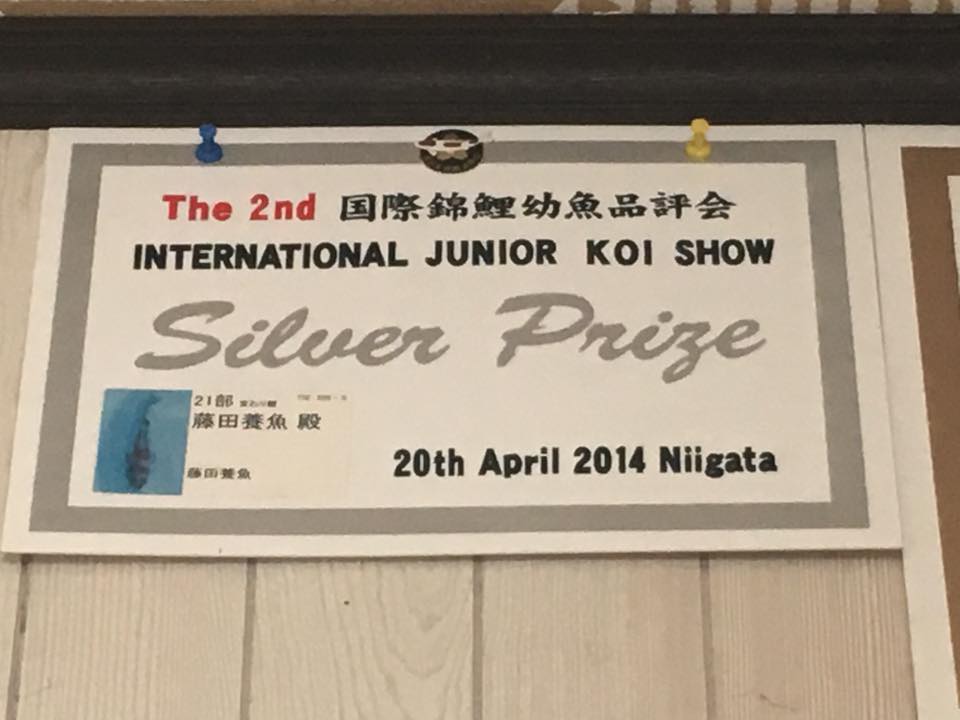 The 2nd 国際錦鯉幼魚品評会
INTERNATIONAL JUNIOR KOI SHOW
Silver Prize
21部
藤田養魚 殿
藤田養魚
20th April 2014 Niigata